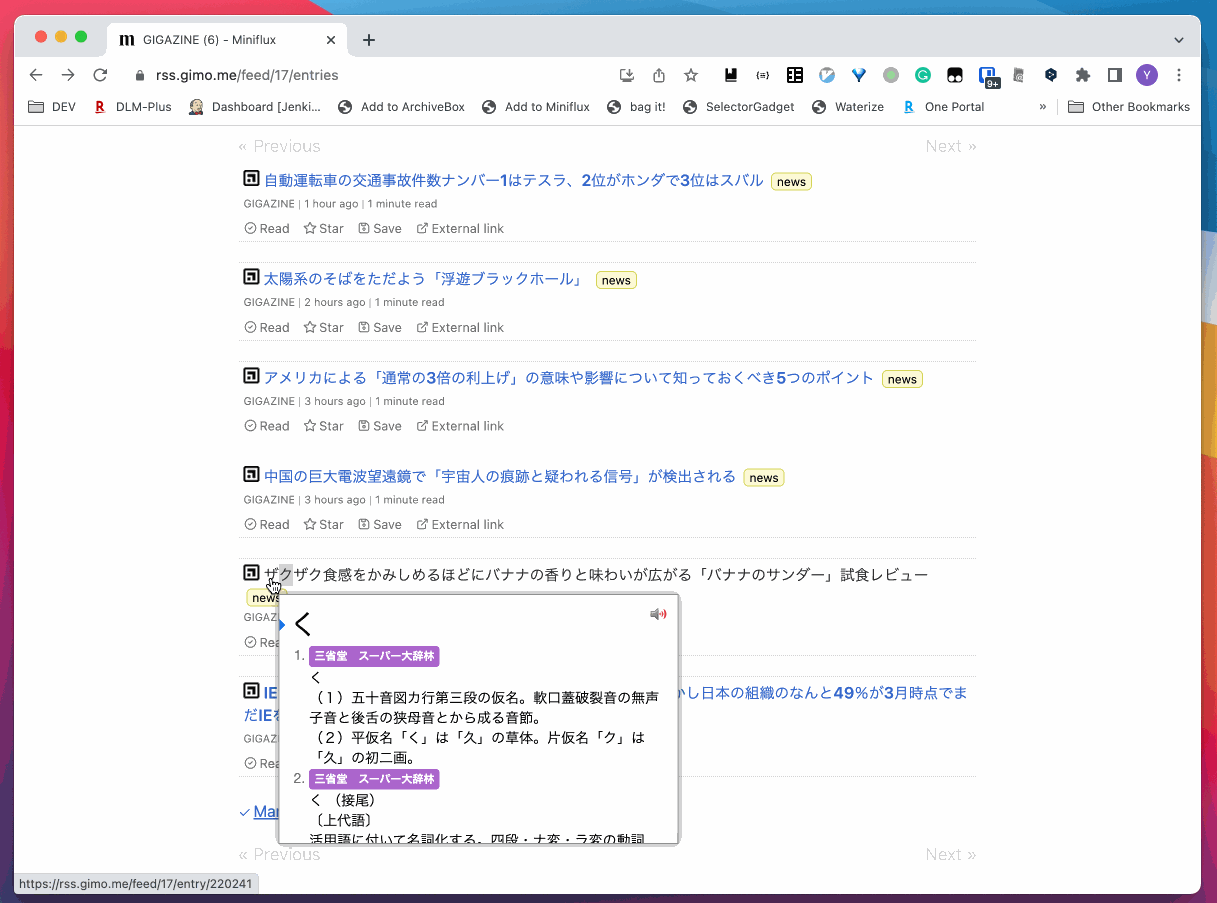 GIGAZINE (6) - Miniflux
rss.gimo.me/feed/17/entries
9+
Y
DEV
DLM-Plus
Dashboard [Jenki...
Add to ArchiveBox
Add to Miniflux
bag it!
SelectorGadget
Waterize
One Portal
»
Other Bookmarks
« Previous
Next »
自動運転車の交通事故件数ナンバー1はテスラ、2位がホンダで3位はスバル news
GIGAZINE | 1 hour ago | 1 minute read
Read Star Save External link
太陽系のそばをただよう「浮遊ブラックホール」 news
GIGAZINE | 2 hours ago | 1 minute read
Read Star Save External link
アメリカによる「通常の3倍の利上げ」の意味や影響について知っておくべき5つのポイント news
GIGAZINE | 3 hours ago | 1 minute read
Read Star Save External link
中国の巨大電波望遠鏡で「宇宙人の痕跡と疑われる信号」が検出される news
GIGAZINE | 3 hours ago | 1 minute read
Read Star Save External link
ザクザク食感をかみしめるほどにバナナの香りと味わいが広がる「バナナのサンダー」試食レビュー
news
く
1. 三省堂　スーパー大辞林
く
（１）五十音図カ行第三段の仮名。軟口蓋破裂音の無声
子音と後舌の狭母音とから成る音節。
（２）平仮名「く」は「久」の草体。片仮名「ク」は
「久」の初二画。
2. 三省堂　スーパー大辞林
く （接尾）
〔上代語〕
活用語に付いて名詞化する。四段・ナ変・ラ変の動詞
IE
かし日本の組織のなんと49%が3月時点でま
だIE
« Previous
Next »
https://rss.gimo.me/feed/17/entry/220241